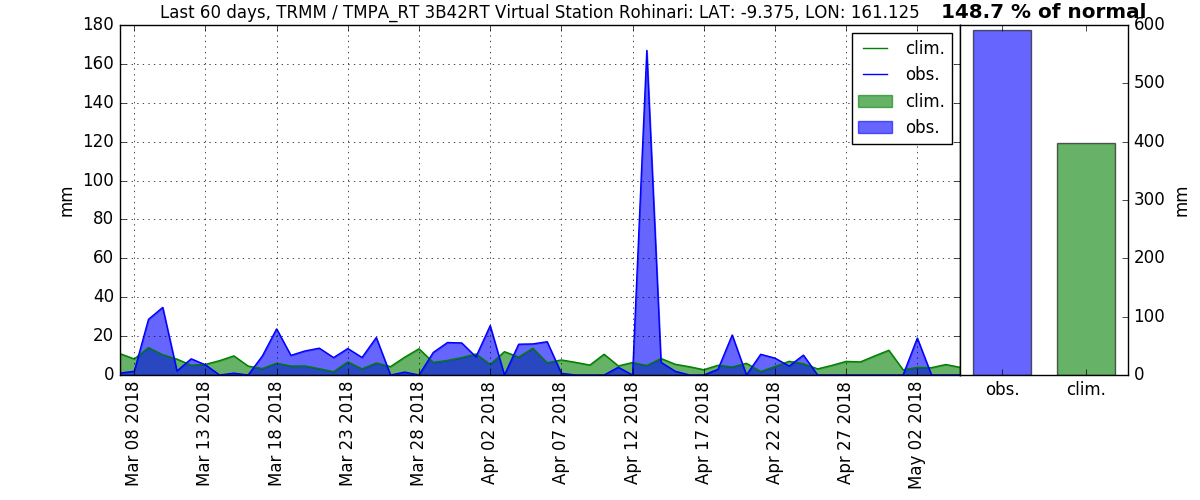 Last 60 days, TRMM / TMPA_RT 3B42RT Virtual Station Rohinari: LAT: -9.375, LON: 161.125
148.7 % of normal
180
160
140
120
100
80
60
40
20
0
mm
clim.
obs.
clim.
obs.
600
500
400
300
200
100
0
mm
obs.
clim.
Mar 08 2018
Mar 13 2018
Mar 18 2018
Mar 23 2018
Mar 28 2018
Apr 02 2018
Apr 07 2018
Apr 12 2018
Apr 17 2018
Apr 22 2018
Apr 27 2018
May 02 2018